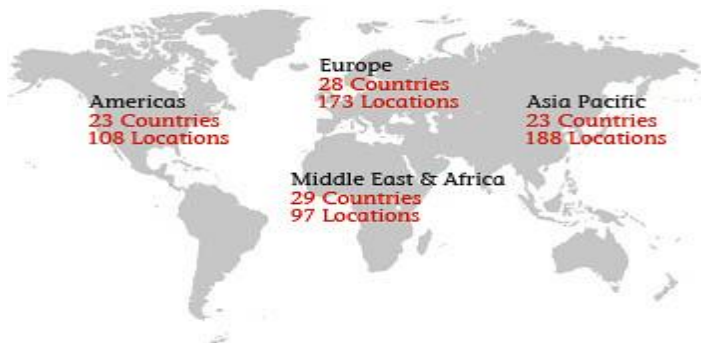 Europe
28 Countries
173 Locations
Americas
23 Countries
108 Locations
Asia Pacific
23 Countries
188 Locations
Middle East & Africa
29 Countries
97 Locations